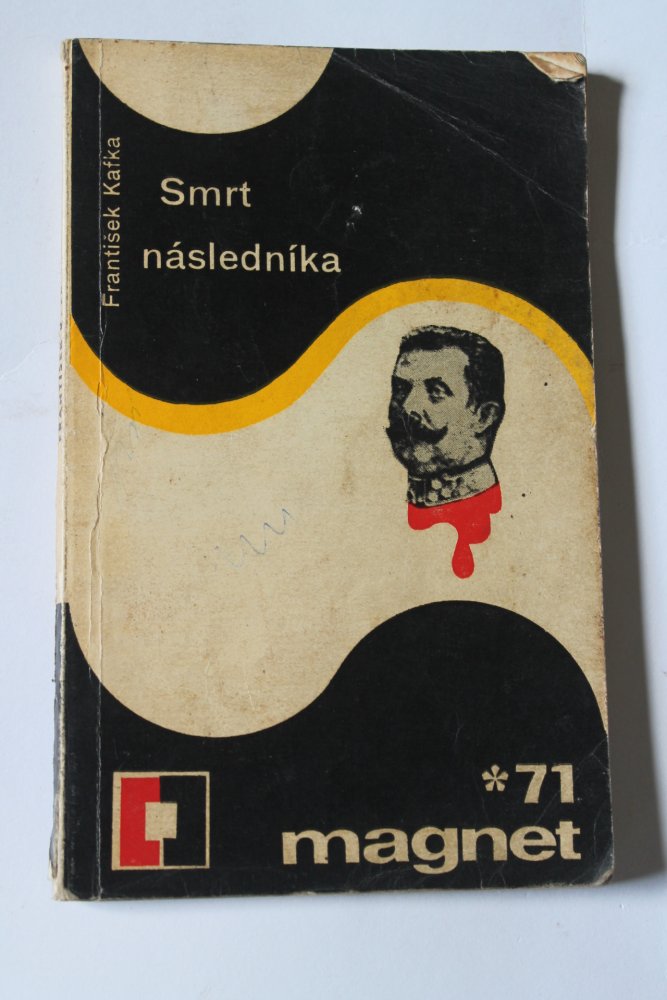 František Kafka
Smrt
následníka
*71
magnet